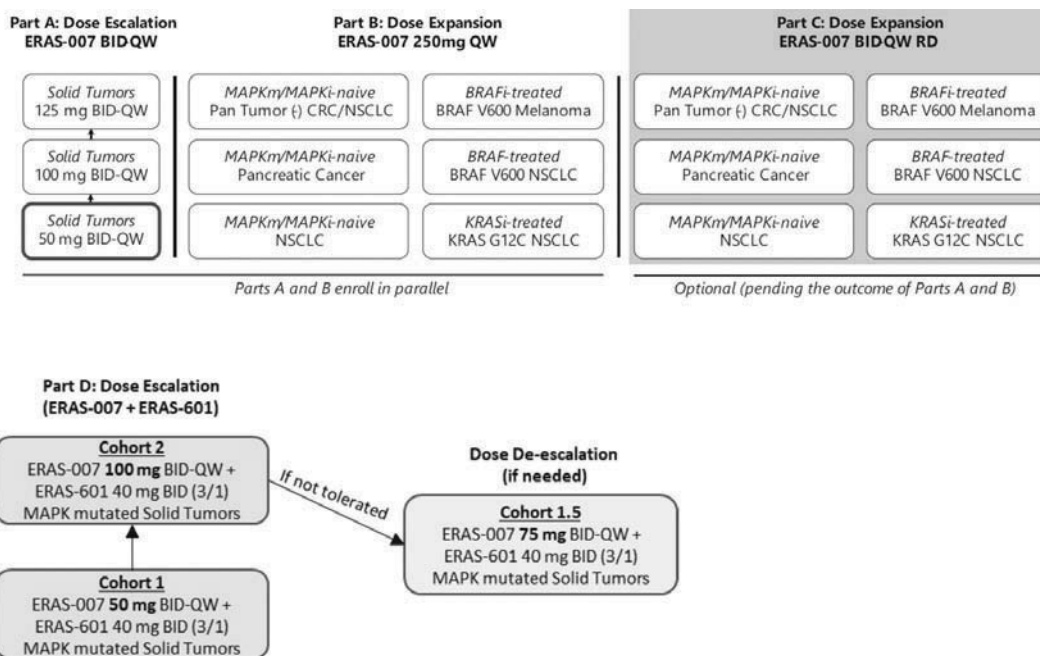 Part A: Dose Escalation
ERAS-007 BID-QW
Solid Tumors
125 mg BID-QW
Solid Tumors
100 mg BID-QW
Solid Tumors
50 mg BID-QW
Part B: Dose Expansion
ERAS-007 250mg QW
MAPKm/MAPKi-naive
Pan Tumor (-) CRC/NSCLC
BRAFi-treated
BRAF V600 Melanoma
MAPKm/MAPKi-naive
Pancreatic Cancer
BRAF-treated
BRAF V600 NSCLC
MAPKm/MAPKi-naive
NSCLC
KRASi-treated
KRAS G12C NSCLC
Parts A and B enroll in parallel
Part C: Dose Expansion
ERAS-007 BID-QW RD
MAPKm/MAPKi-naive
Pan Tumor (-) CRC/NSCLC
BRAFi-treated
BRAF V600 Melanoma
MAPKm/MAPKi-naive
Pancreatic Cancer
BRAF-treated
BRAF V600 NSCLC
MAPKm/MAPKi-naive
NSCLC
KRASi-treated
KRAS G12C NSCLC
Optional (pending the outcome of Parts A and B)
Part D: Dose Escalation
(ERAS-007 + ERAS-601)
Cohort 2
ERAS-007 100 mg BID-QW +
ERAS-601 40 mg BID (3/1)
MAPK mutated Solid Tumors
Cohort 1
ERAS-007 50 mg BID-QW +
ERAS-601 40 mg BID (3/1)
MAPK mutated Solid Tumors
If not tolerated
Dose De-escalation
(if needed)
Cohort 1.5
ERAS-007 75 mg BID-QW +
ERAS-601 40 mg BID (3/1)
MAPK mutated Solid Tumors